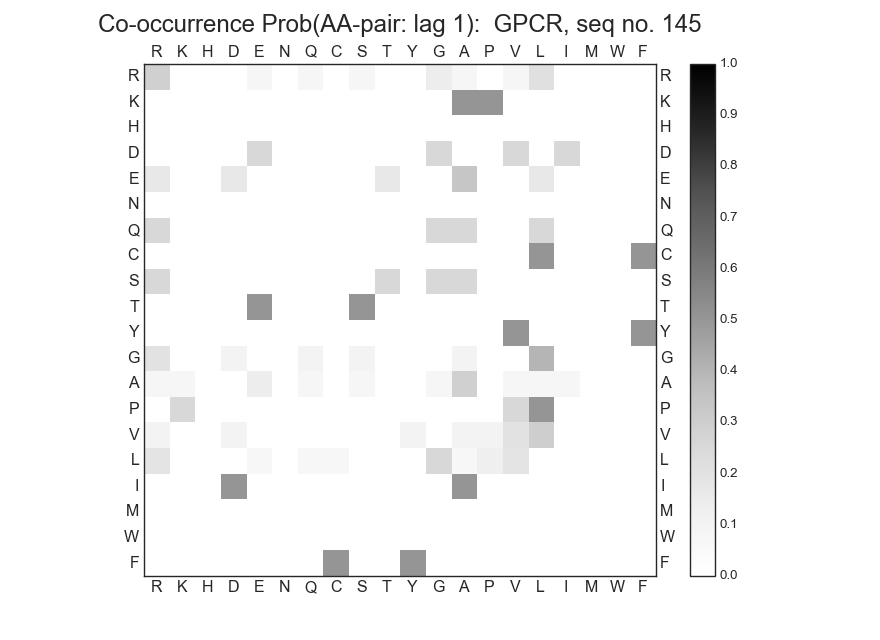 Co-occurrence Prob(AA-pair: lag 1):  GPCR, seq no. 145
R K H D E N Q C S T Y G A P V L I M W F
R R 1.0
K K 0.9
H H
D D 0.8
E E
N N 0.7
Q Q
C C 0.6
S S
T T 0.5
Y Y
G G 0.4
A A
P P 0.3
V V
L L 0.2
I I
M M 0.1
W W
F F 0.0
R K H D E N Q C S T Y G A P V L I M W F